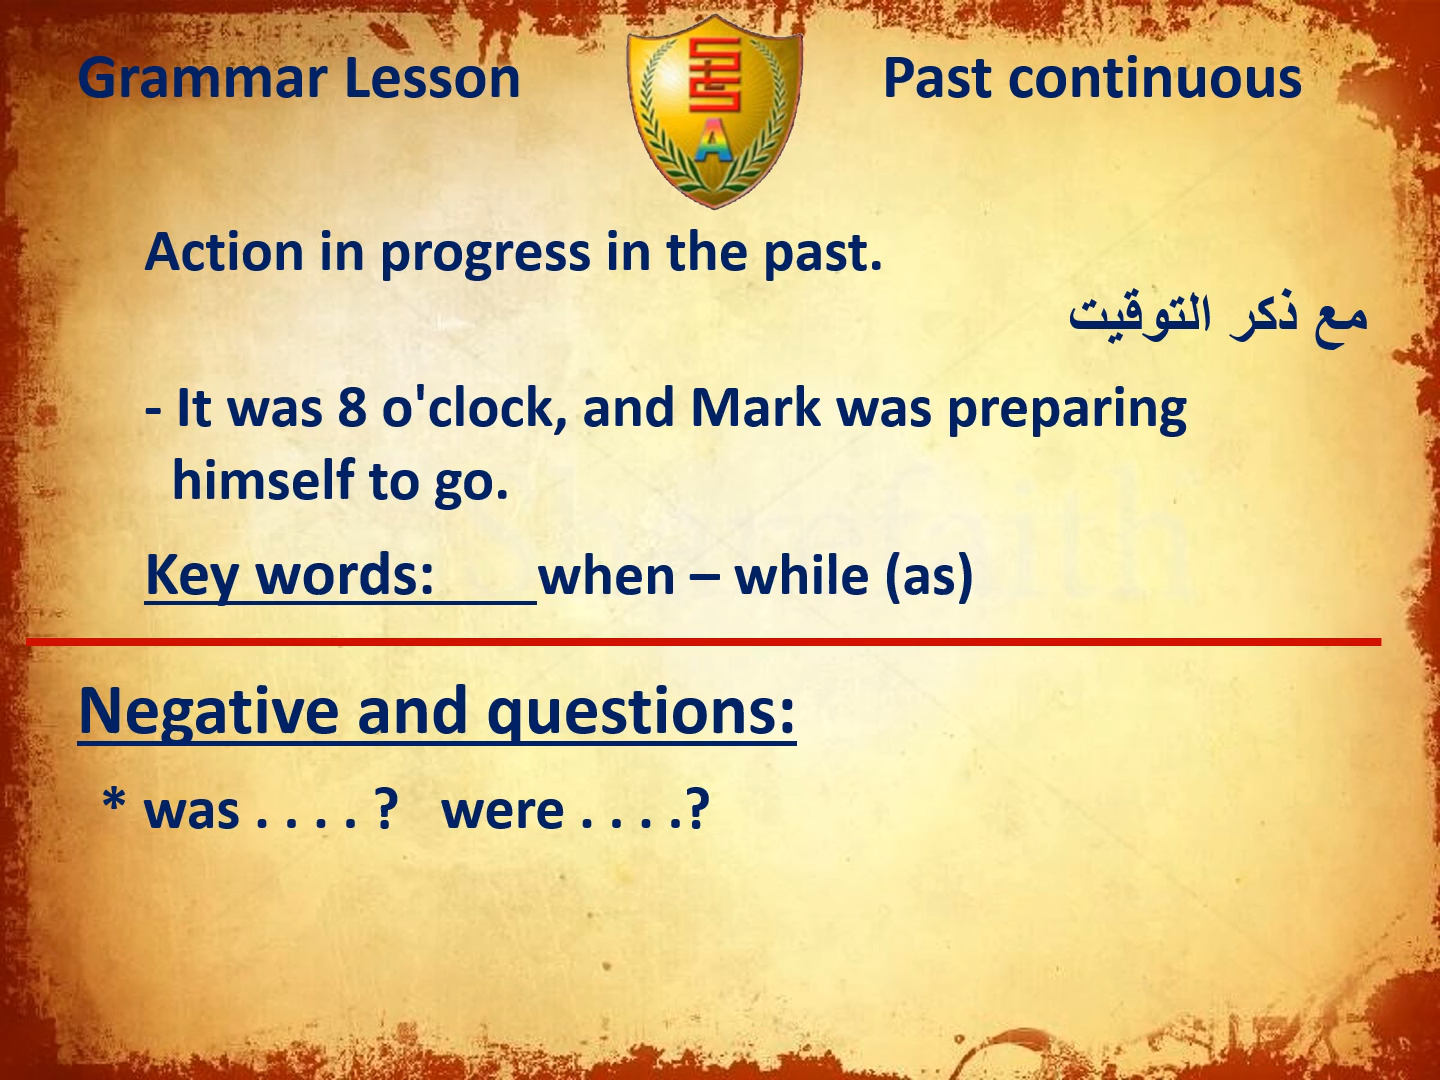 Grammar Lesson
Past continuous
Action in progress in the past.
مع ذكر التوقيت
- It was 8 o'clock, and Mark was preparing
himself to go.
Key words: when – while (as)
Negative and questions:
* was . . . . ? were . . . .?